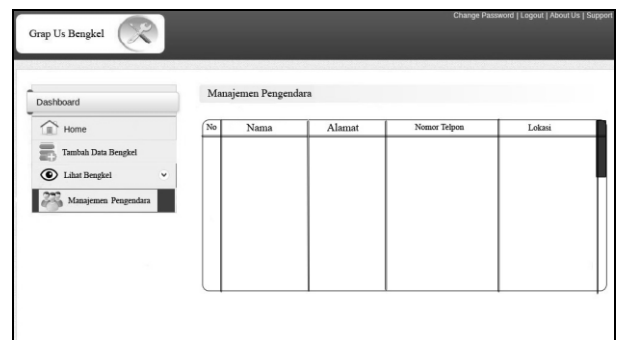 Change Password | Logout | About Us | Support
Grap Us Bengkel
Dashboard
Home
Tambah Data Bengkel
Lihat Bengkel
Manajemen Pengendara
Manajemen Pengendara
No Nama Alamat Nomor Telpon Lokasi